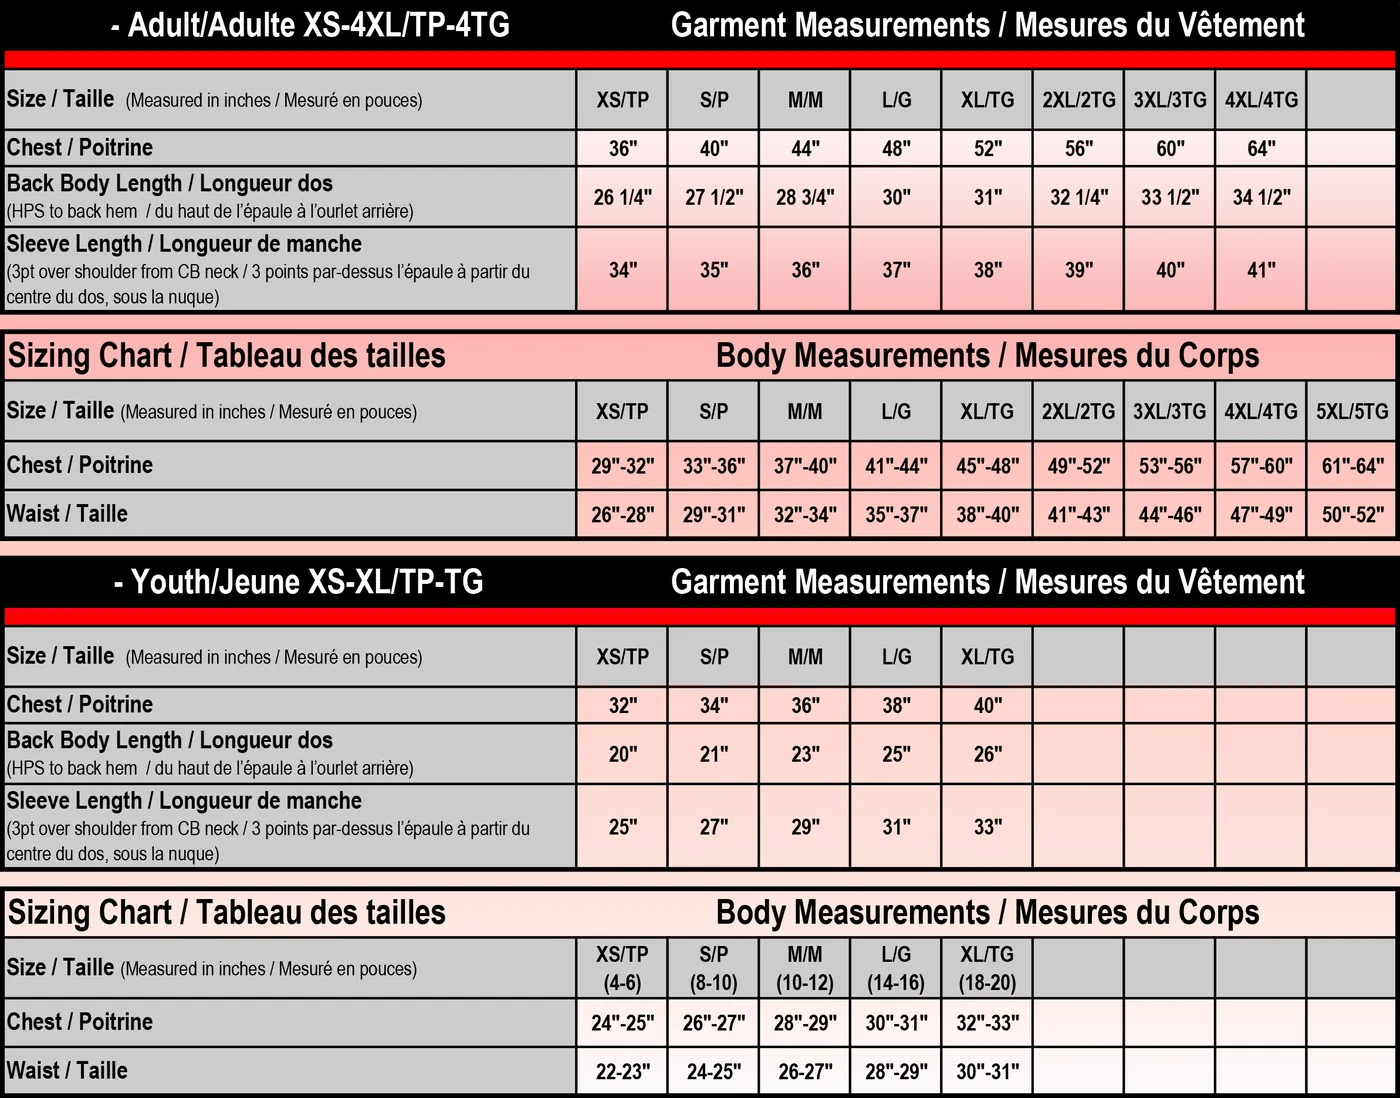 - Adult/Adulte XS-4XL/TP-4TG Garment Measurements / Mesures du Vêtement
Size / Taille (Measured in inches / Mesuré en pouces) XS/TP S/P M/M L/G XL/TG 2XL/2TG 3XL/3TG 4XL/4TG
Chest / Poitrine 36" 40" 44" 48" 52" 56" 60" 64"
Back Body Length / Longueur dos
(HPS to back hem / du haut de l'épaule à l'ourlet arrière) 26 1/4" 27 1/2" 28 3/4" 30" 31" 32 1/4" 33 1/2" 34 1/2"
Sleeve Length / Longueur de manche
(3pt over shoulder from CB neck / 3 points par-dessus l'épaule à partir du 34" 35" 36" 37" 38" 39" 40" 41"
centre du dos, sous la nuque)
Sizing Chart / Tableau des tailles Body Measurements / Mesures du Corps
Size / Taille (Measured in inches / Mesuré en pouces) XS/TP S/P M/M L/G XL/TG 2XL/2TG 3XL/3TG 4XL/4TG 5XL/5TG
Chest / Poitrine 29"-32" 33"-36" 37"-40" 41"-44" 45"-48" 49"-52" 53"-56" 57"-60" 61"-64"
Waist / Taille 26"-28" 29"-31" 32"-34" 35"-37" 38"-40" 41"-43" 44"-46" 47"-49" 50"-52"
- Youth/Jeune XS-XL/TP-TG Garment Measurements / Mesures du Vêtement
Size / Taille (Measured in inches / Mesuré en pouces) XS/TP S/P M/M L/G XL/TG
Chest / Poitrine 32" 34" 36" 38" 40"
Back Body Length / Longueur dos
(HPS to back hem / du haut de l'épaule à l'ourlet arrière) 20" 21" 23" 25" 26"
Sleeve Length / Longueur de manche
(3pt over shoulder from CB neck / 3 points par-dessus l'épaule à partir du 25" 27" 29" 31" 33"
centre du dos, sous la nuque)
Sizing Chart / Tableau des tailles Body Measurements / Mesures du Corps
Size / Taille (Measured in inches / Mesuré en pouces) XS/TP S/P M/M L/G XL/TG
(4-6) (8-10) (10-12) (14-16) (18-20)
Chest / Poitrine 24"-25" 26"-27" 28"-29" 30"-31" 32"-33"
Waist / Taille 22-23" 24-25" 26-27" 28"-29" 30"-31"